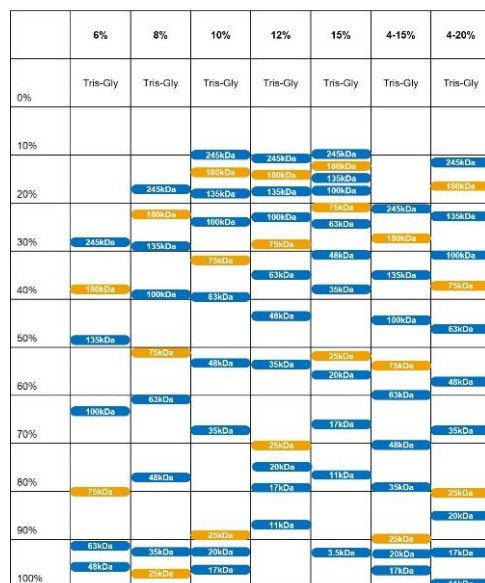 6% 8% 10% 12% 15% 4-15% 4-20%
Tris-Gly Tris-Gly Tris-Gly Tris-Gly Tris-Gly Tris-Gly Tris-Gly
0%
10%
245kDa 245kDa 245kDa
245kDa
180kDa 180kDa 180kDa
135kDa
180kDa
245kDa 135kDa 135kDa 100kDa
20%
75kDa 245kDa
180kDa 100kDa 100kDa 63kDa 135kDa
30%
245kDa 135kDa 75kDa 180kDa
75kDa 48kDa 100kDa
63kDa 135kDa
40%
180kDa 100kDa 63kDa 35kDa 75kDa
48kDa 100kDa 63kDa
50%
135kDa
75kDa 48kDa 35kDa 25kDa 75kDa
20kDa 48kDa
60%
100kDa 63kDa 63kDa
35kDa 17kDa 35kDa
70%
25kDa 48kDa
48kDa 20kDa 11kDa
80%
75kDa 17kDa 35kDa 25kDa
11kDa 20kDa
90%
25kDa 25kDa
63kDa 35kDa 20kDa 3.5kDa 20kDa 17kDa
48kDa 25kDa 17kDa 17kDa
100%
11kDa